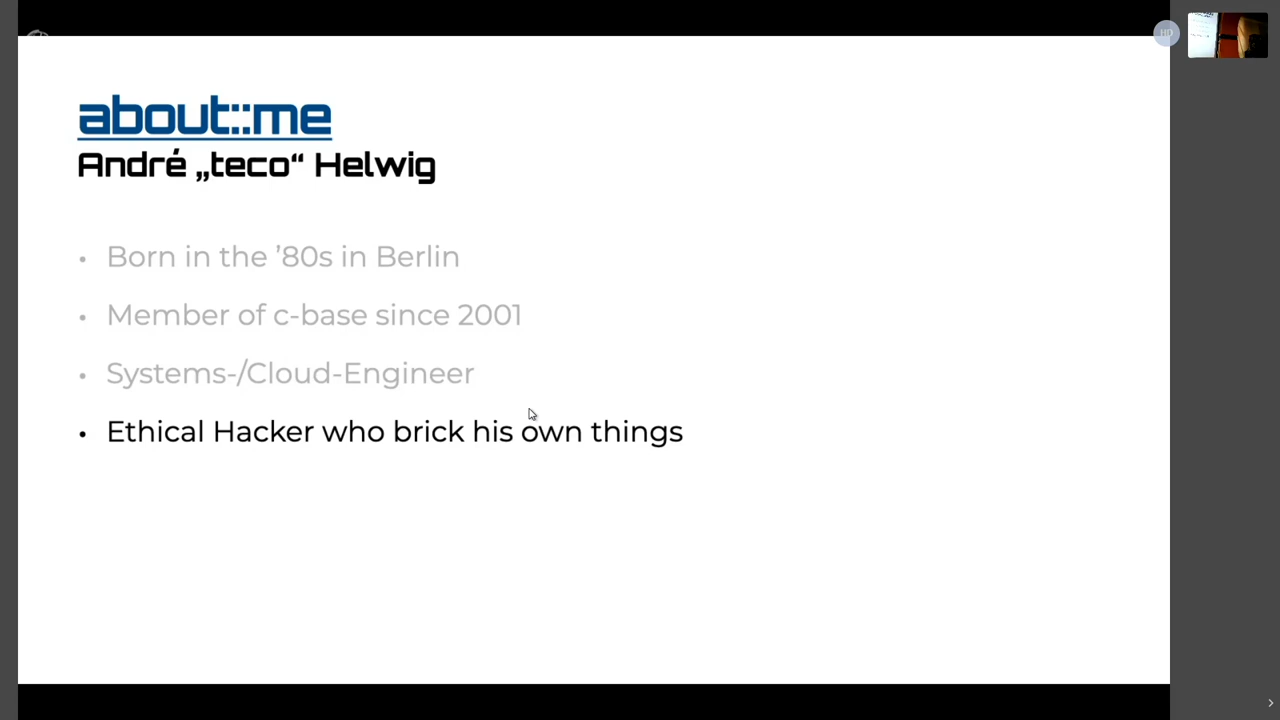 about::me
André „teco“ Helwig
• Born in the ’80s in Berlin
• Member of c-base since 2001
• Systems-/Cloud-Engineer
• Ethical Hacker who brick his own things